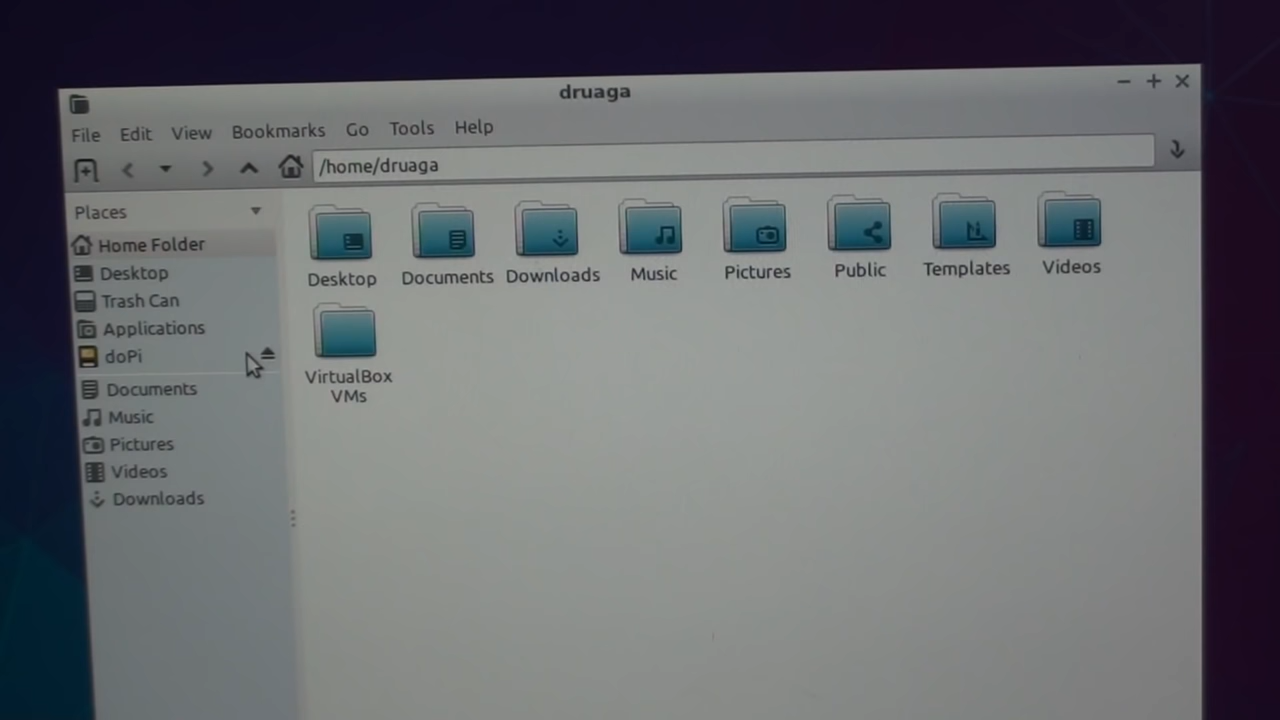 druaga
File Edit View Bookmarks Go Tools Help
/home/druaga
Places
Home Folder
Desktop
Trash Can
Applications
doPi
Documents
Music
Pictures
Videos
Downloads
Desktop Documents Downloads Music Pictures Public Templates Videos
VirtualBox
VMs